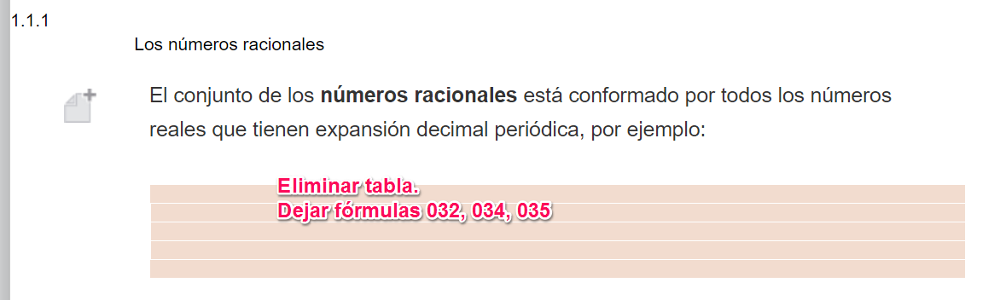 1.1.1
Los números racionales
El conjunto de los números racionales está conformado por todos los números
reales que tienen expansión decimal periódica, por ejemplo:
Eliminar tabla.
Dejar fórmulas 032, 034, 035